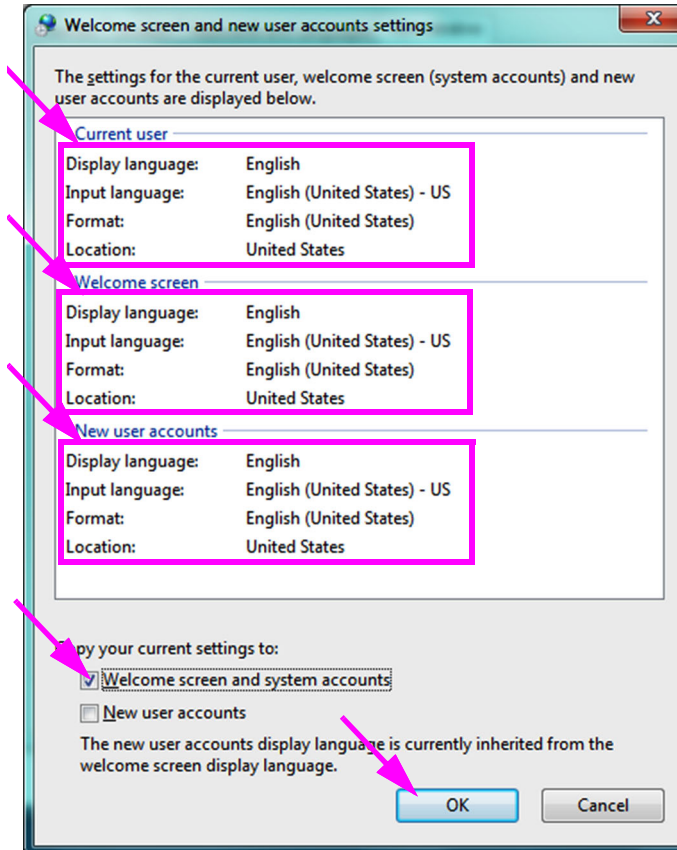 Welcome screen and new user accounts settings
The settings for the current user, welcome screen (system accounts) and new
user accounts are displayed below.
Current user
Display language: English
Input language: English (United States) - US
Format: English (United States)
Location: United States
Welcome screen
Display language: English
Input language: English (United States) - US
Format: English (United States)
Location: United States
New user accounts
Display language: English
Input language: English (United States) - US
Format: English (United States)
Location: United States
Copy your current settings to:
Welcome screen and system accounts
New user accounts
The new user accounts display language is currently inherited from the
welcome screen display language.
OK Cancel